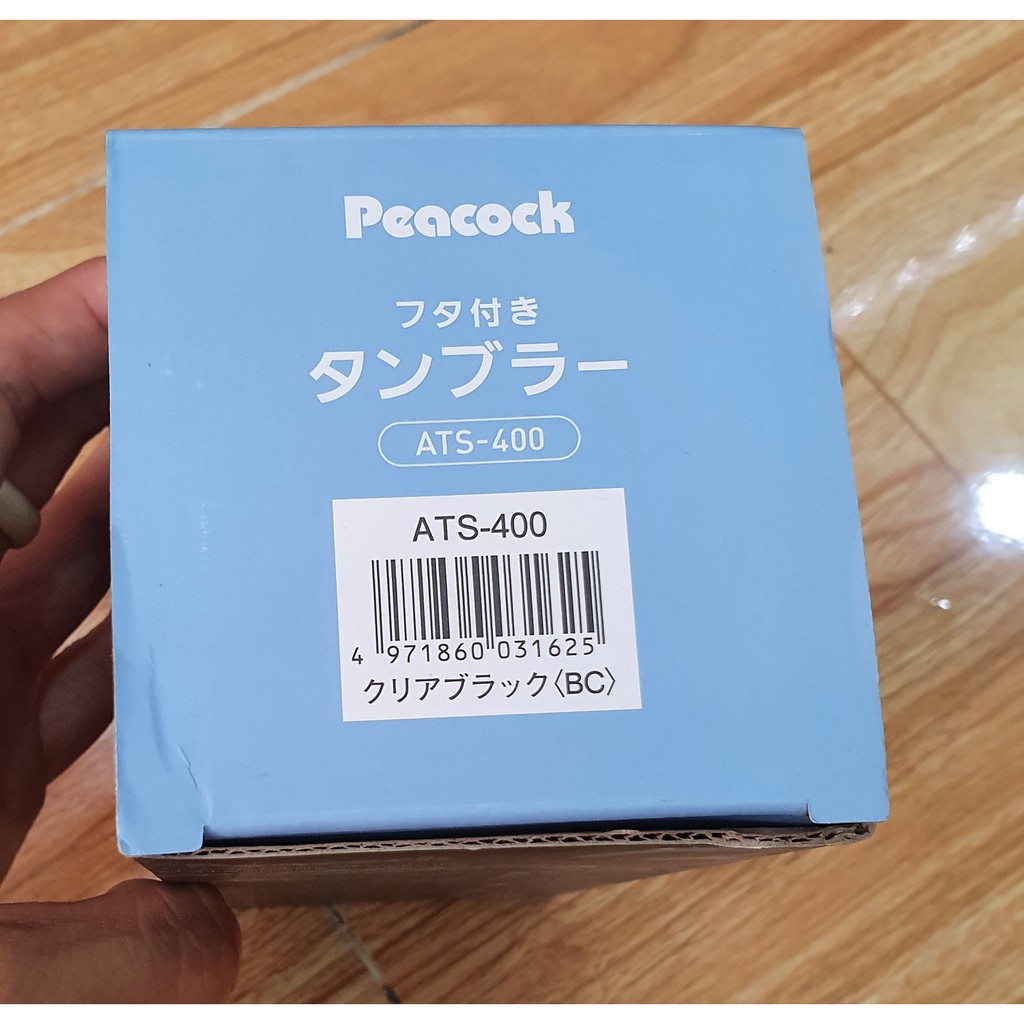 Peacock
フタ付き
タンブラー
ATS-400
ATS-400
4 971860 031625
クリアブラック〈BC〉